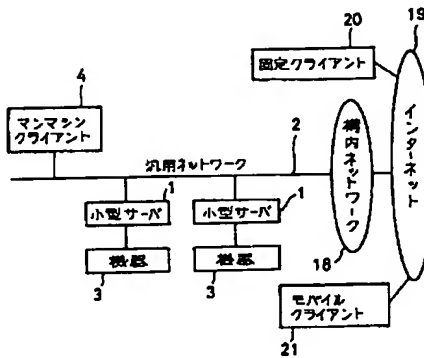 19
20
固定クライアント
4
マンマシン
クライアント
インターネット
構内ネットワーク
汎用ネットワーク
2
1
1
小型サーバ
小型サーバ
機器
機器
3
3
18
モバイル
クライアント
21